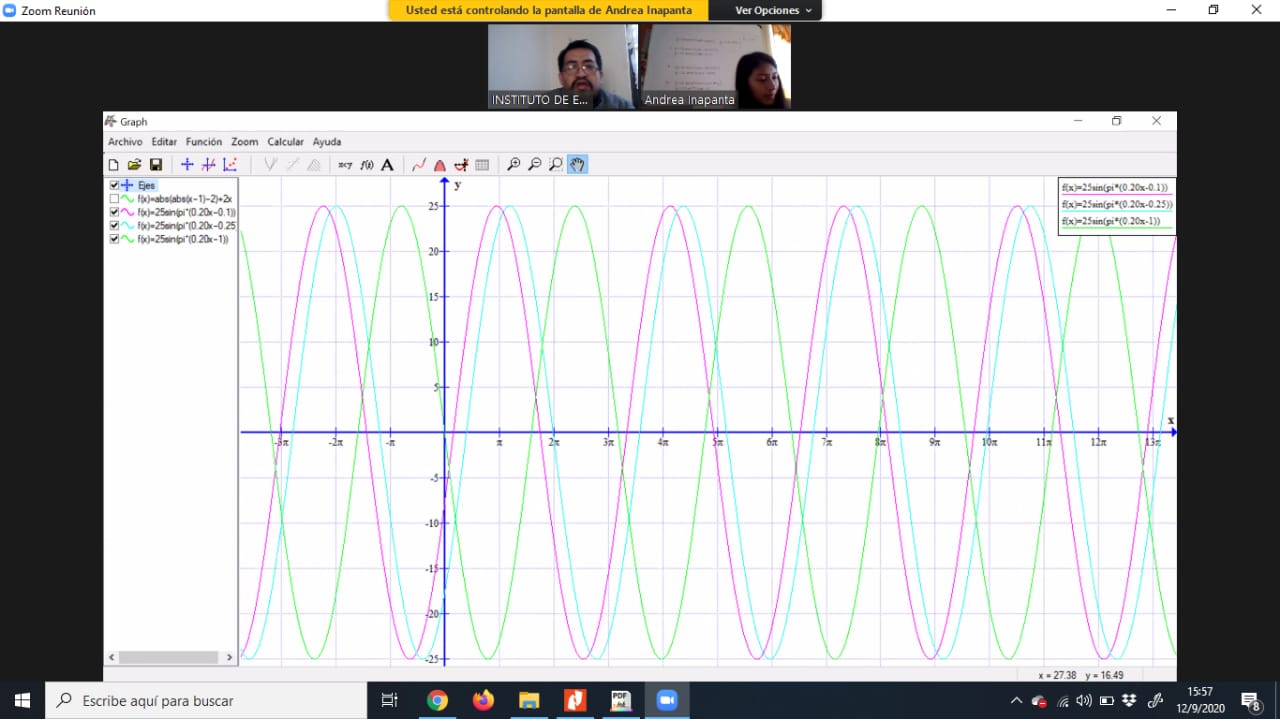 Zoom Reunión
Usted está controlando la pantalla de Andrea Inapanta
Ver Opciones
INSTITUTO DE E...
Andrea Inapanta
Graph
Archivo Editar Función Zoom Calcular Ayuda
Ejes
f(x)=abs(abs(x-1)-2)+2x
f(x)=25sin(pi*(0.20x-0.1))
f(x)=25sin(pi*(0.20x-0.25
f(x)=25sin(pi*(0.20x-1))
f(x)=25sin(pi*(0.20x-0.1))
f(x)=25sin(pi*(0.20x-0.25))
f(x)=25sin(pi*(0.20x-1))
y
25
20
15
10
5
x
-3π -2π -π π 2π 3π 4π 5π 6π 7π 8π 9π 10π 11π 12π 13π
-5
-10
-15
-20
-25
x = 27.38 y = 16.49
Escribe aquí para buscar
PDF
15:57
12/9/2020
8